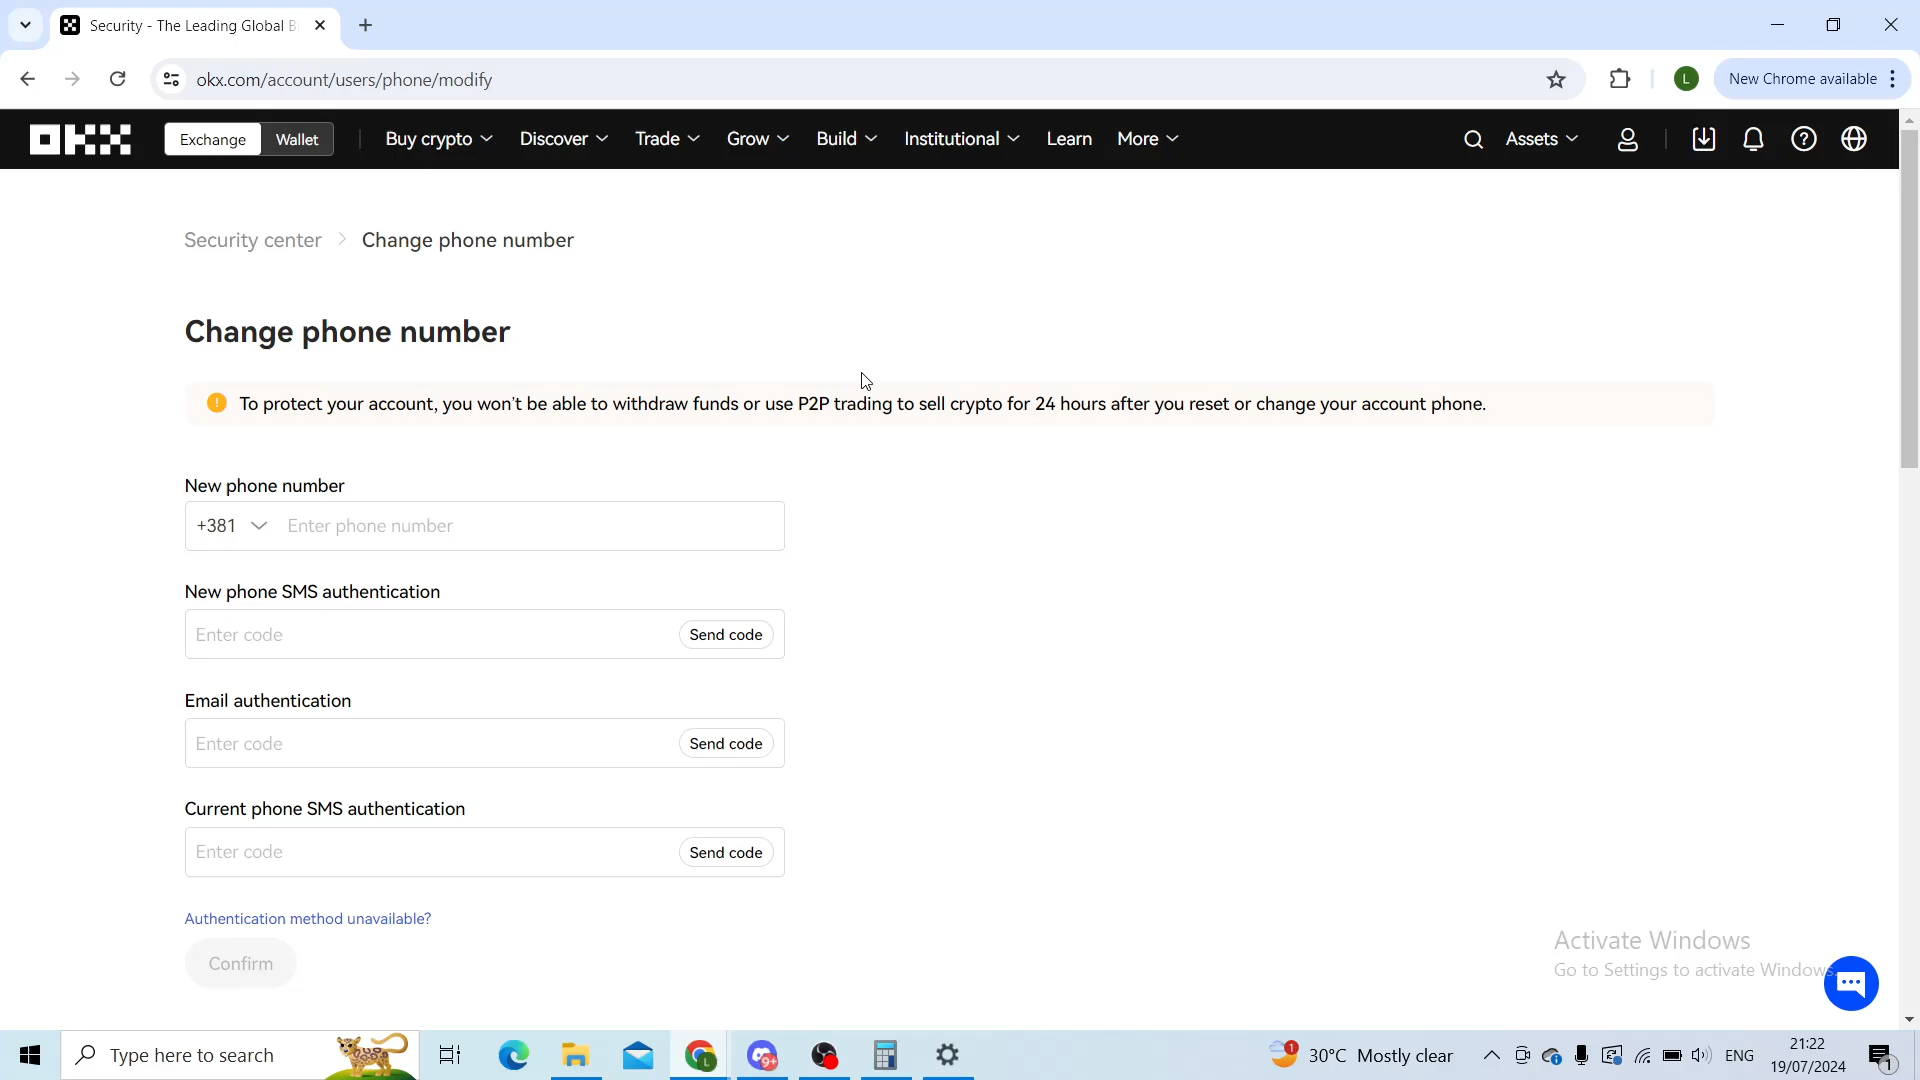 Security - The Leading Global B
okx.com/account/users/phone/modify
L
New Chrome available
OKX
Exchange
Wallet
Buy crypto
Discover
Trade
Grow
Build
Institutional
Learn
More
Assets
Security center
Change phone number
Change phone number
To protect your account, you won't be able to withdraw funds or use P2P trading to sell crypto for 24 hours after you reset or change your account phone.
New phone number
+381
Enter phone number
New phone SMS authentication
Enter code
Send code
Email authentication
Enter code
Send code
Current phone SMS authentication
Enter code
Send code
Authentication method unavailable?
Confirm
Activate Windows
Go to Settings to activate Windows.
Type here to search
L
9+
1
30°C Mostly clear
ENG
21:22
19/07/2024
1